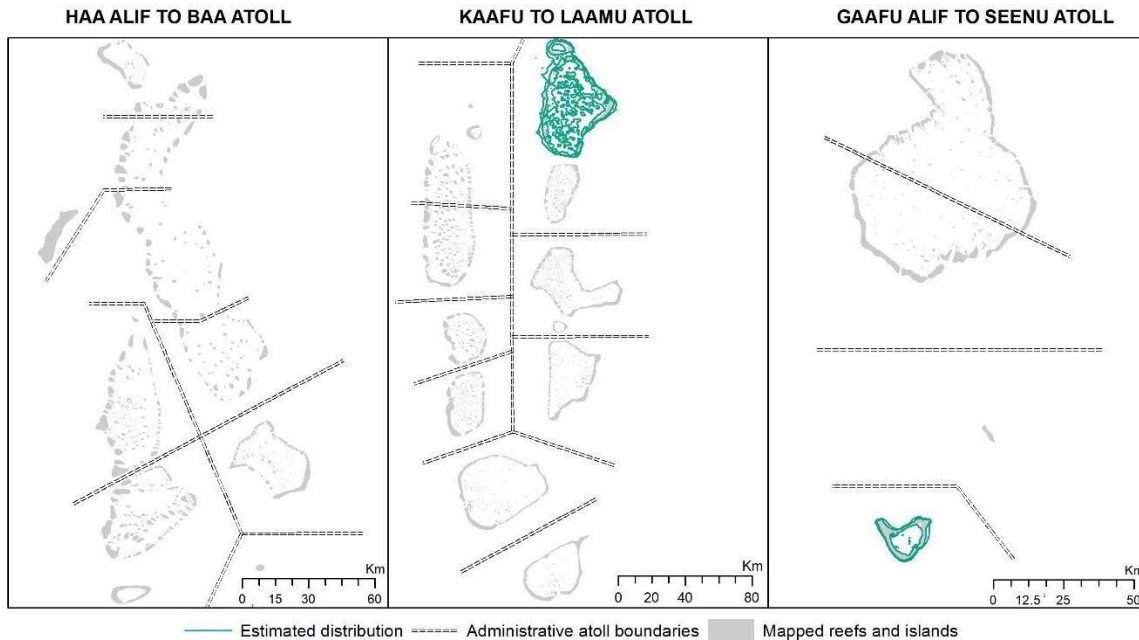 HAA ALIF TO BAA ATOLL
KAAFU TO LAAMU ATOLL
GAAFU ALIF TO SEENU ATOLL
Km
0 15 30 45 60
Km
0 20 40 60 80
Km
0 12.5 25 50
Estimated distribution
Administrative atoll boundaries
Mapped reefs and islands